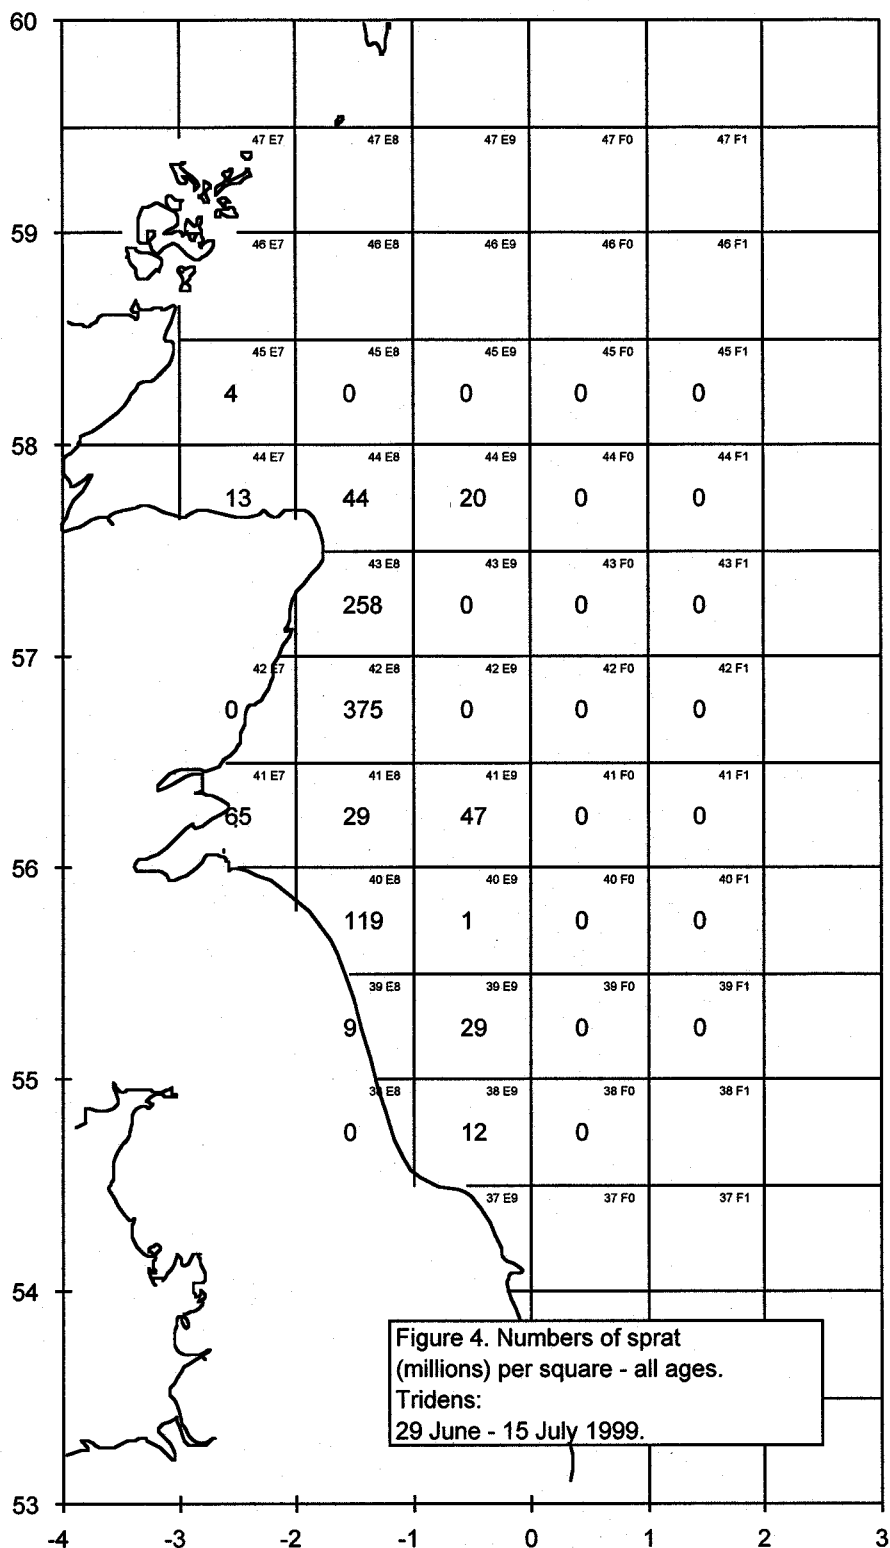 60
47 E7 47 E8 47 E9 47 F0 47 F1
59
46 E7 46 E8 46 E9 46 F0 46 F1
45 E7 45 E8 45 E9 45 F0 45 F1
4 0 0 0 0
58
44 E7 44 E8 44 E9 44 F0 44 F1
13 44 20 0 0
43 E8 43 E9 43 F0 43 F1
258 0 0 0
57
42 E7 42 E8 42 E9 42 F0 42 F1
0 375 0 0 0
41 E7 41 E8 41 E9 41 F0 41 F1
65 29 47 0 0
56
40 E8 40 E9 40 F0 40 F1
119 1 0 0
39 E8 39 E9 39 F0 39 F1
9 29 0 0
55
38 E8 38 E9 38 F0 38 F1
0 12 0
37 E9 37 F0 37 F1
54
Figure 4. Numbers of sprat
(millions) per square - all ages.
Tridens:
29 June - 15 July 1999.
53
-4 -3 -2 -1 0 1 2 3